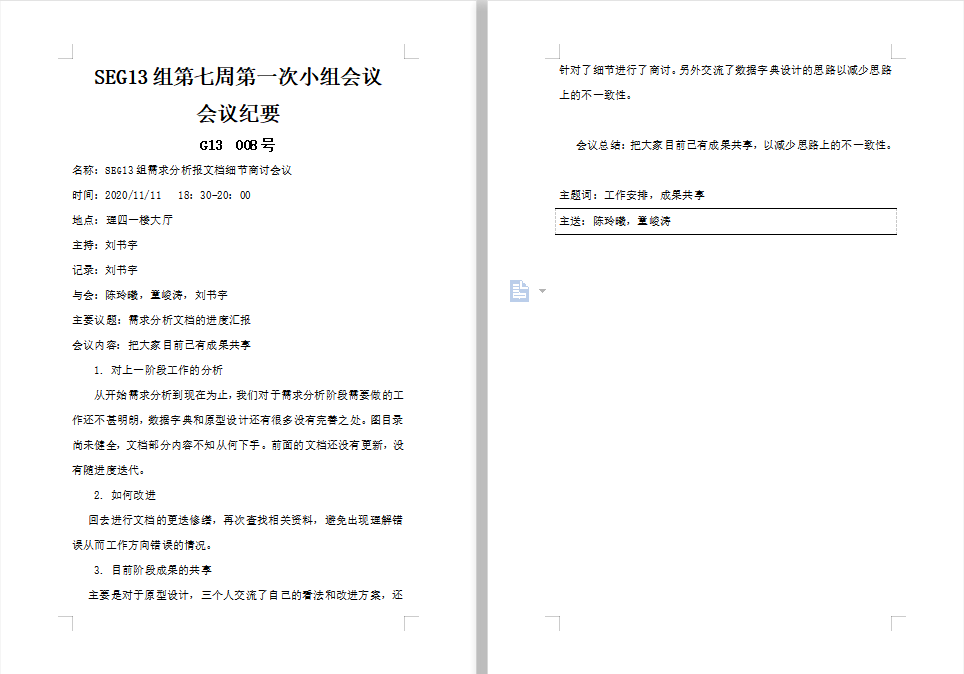 SEG13 组第七周第一次小组会议
会议纪要
G13 008 号
名称：SEG13 组需求分析报文档细节商讨会议
时间：2020/11/11 18：30-20：00
地点：理四一楼大厅
主持：刘书宇
记录：刘书宇
与会：陈玲曦，童峻涛，刘书宇
主要议题：需求分析文档的进度汇报
会议内容：把大家目前已有成果共享
1. 对上一阶段工作的分析
从开始需求分析到现在为止，我们对于需求分析阶段需要做的工
作还不甚明朗，数据字典和原型设计还有很多没有完善之处。图目录
尚未健全，文档部分内容不知从何下手。前面的文档还没有更新，没
有随进度迭代。
2. 如何改进
回去进行文档的更迭修缮，再次查找相关资料，避免出现理解错
误从而工作方向错误的情况。
3. 目前阶段成果的共享
主要是对于原型设计，三个人交流了自己的看法和改进方案，还
针对了细节进行了商讨。另外交流了数据字典设计的思路以减少思路
上的不一致性。
会议总结：把大家目前已有成果共享，以减少思路上的不一致性。
主题词：工作安排，成果共享
主送：陈玲曦，童峻涛